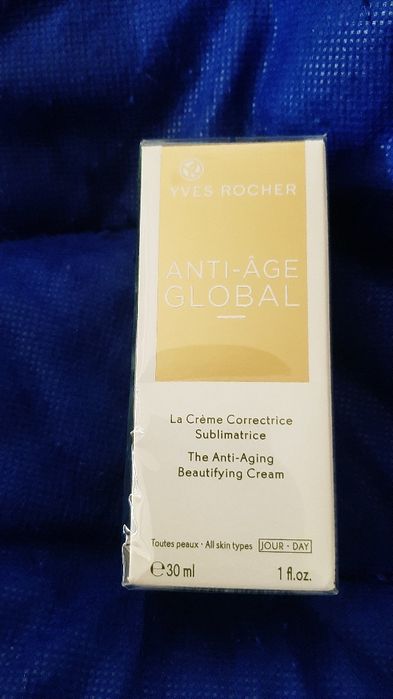 YVES ROCHER
ANTI-ÂGE
GLOBAL
La Crème Correctrice
Sublimatrice
The Anti-Aging
Beautifying Cream
Toutes peaux · All skin types JOUR · DAY
℮30 ml 1 fl.oz.